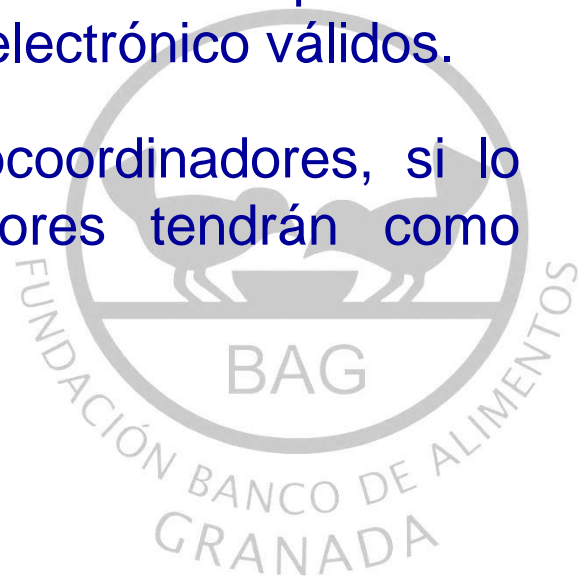 electrónico válidos.
ocoordinadores, si lo
ores tendrán como
BAG
FUNDACIÓN BANCO DE ALIMENTOS
GRANADA